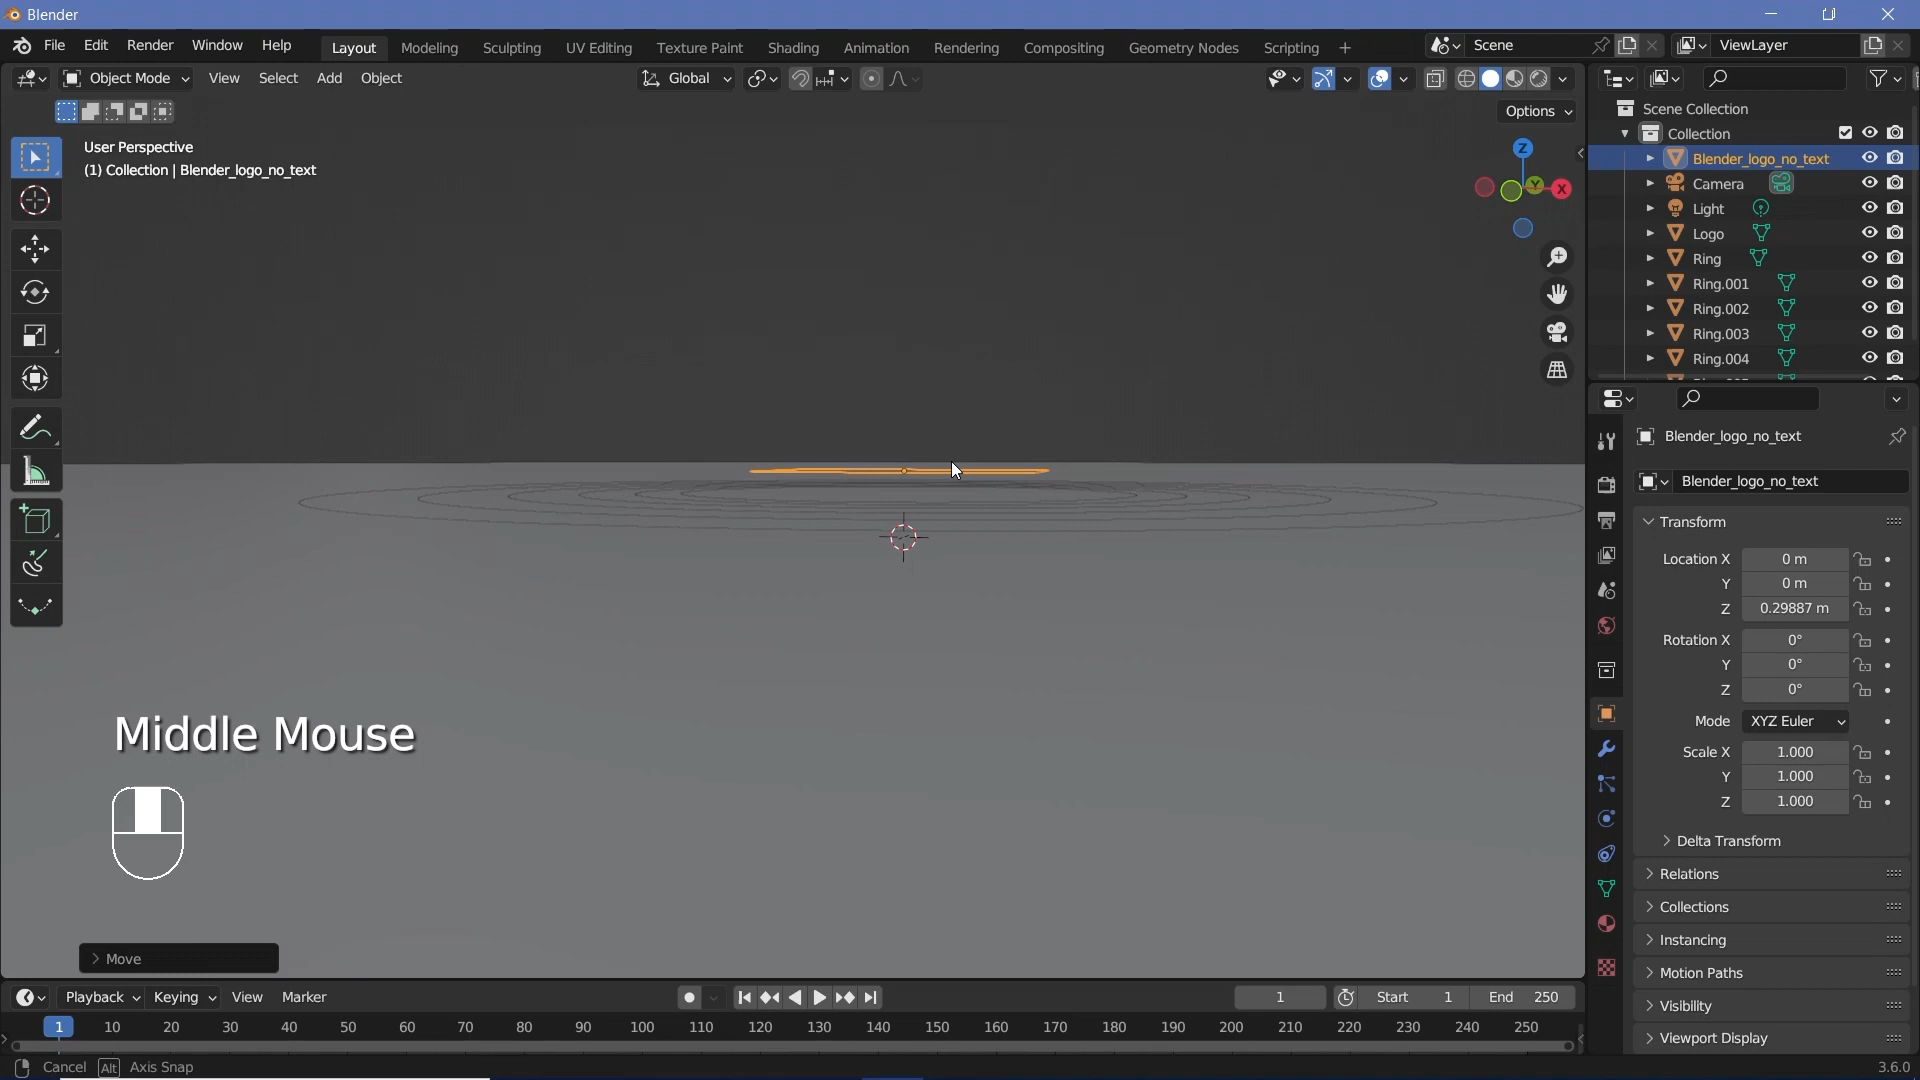 Blender
File Edit Render Window Help
Layout Modeling Sculpting UV Editing Texture Paint Shading Animation Rendering Compositing Geometry Nodes Scripting +
Scene
ViewLayer
Object Mode View Select Add Object
Global
Options
User Perspective
(1) Collection | Blender_logo_no_text
Z
Y
X
Middle Mouse
> Move
Scene Collection
Collection
Blender_logo_no_text
Camera
Light
Logo
Ring
Ring.001
Ring.002
Ring.003
Ring.004
Blender_logo_no_text
Blender_logo_no_text
Transform
Location X 0 m
Y 0 m
Z 0.29887 m
Rotation X 0°
Y 0°
Z 0°
Mode XYZ Euler
Scale X 1.000
Y 1.000
Z 1.000
Delta Transform
Relations
Collections
Instancing
Motion Paths
Visibility
Viewport Display
Playback Keying View Marker
1 Start 1 End 250
1 10 20 30 40 50 60 70 80 90 100 110 120 130 140 150 160 170 180 190 200 210 220 230 240 250
Cancel Alt Axis Snap
3.6.0